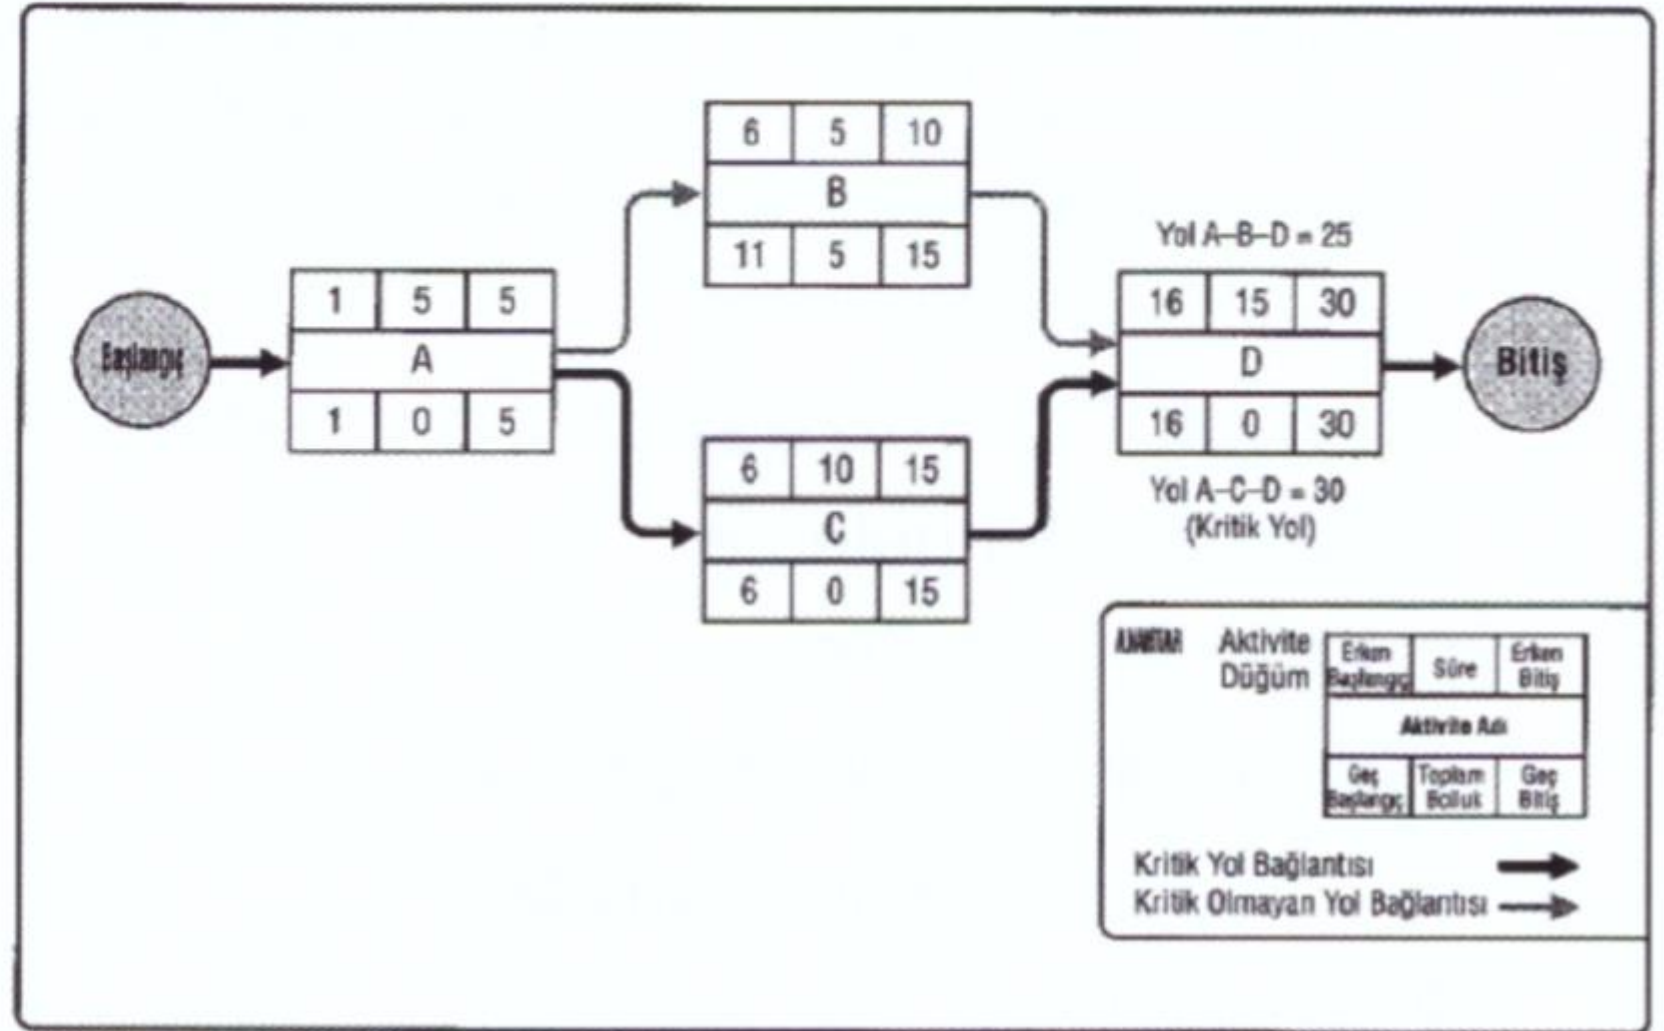 Başlangıç
1 5 5
A
1 0 5
6 5 10
B
11 5 15
6 10 15
C
6 0 15
Yol A–B–D = 25
16 15 30
D
16 0 30
Yol A–C–D = 30
(Kritik Yol)
Bitiş
ANAHTAR
Aktivite
Düğüm
Erken
Başlangıç
Süre
Erken
Bitiş
Aktivite Adı
Geç
Başlangıç
Toplam
Bolluk
Geç
Bitiş
Kritik Yol Bağlantısı
Kritik Olmayan Yol Bağlantısı